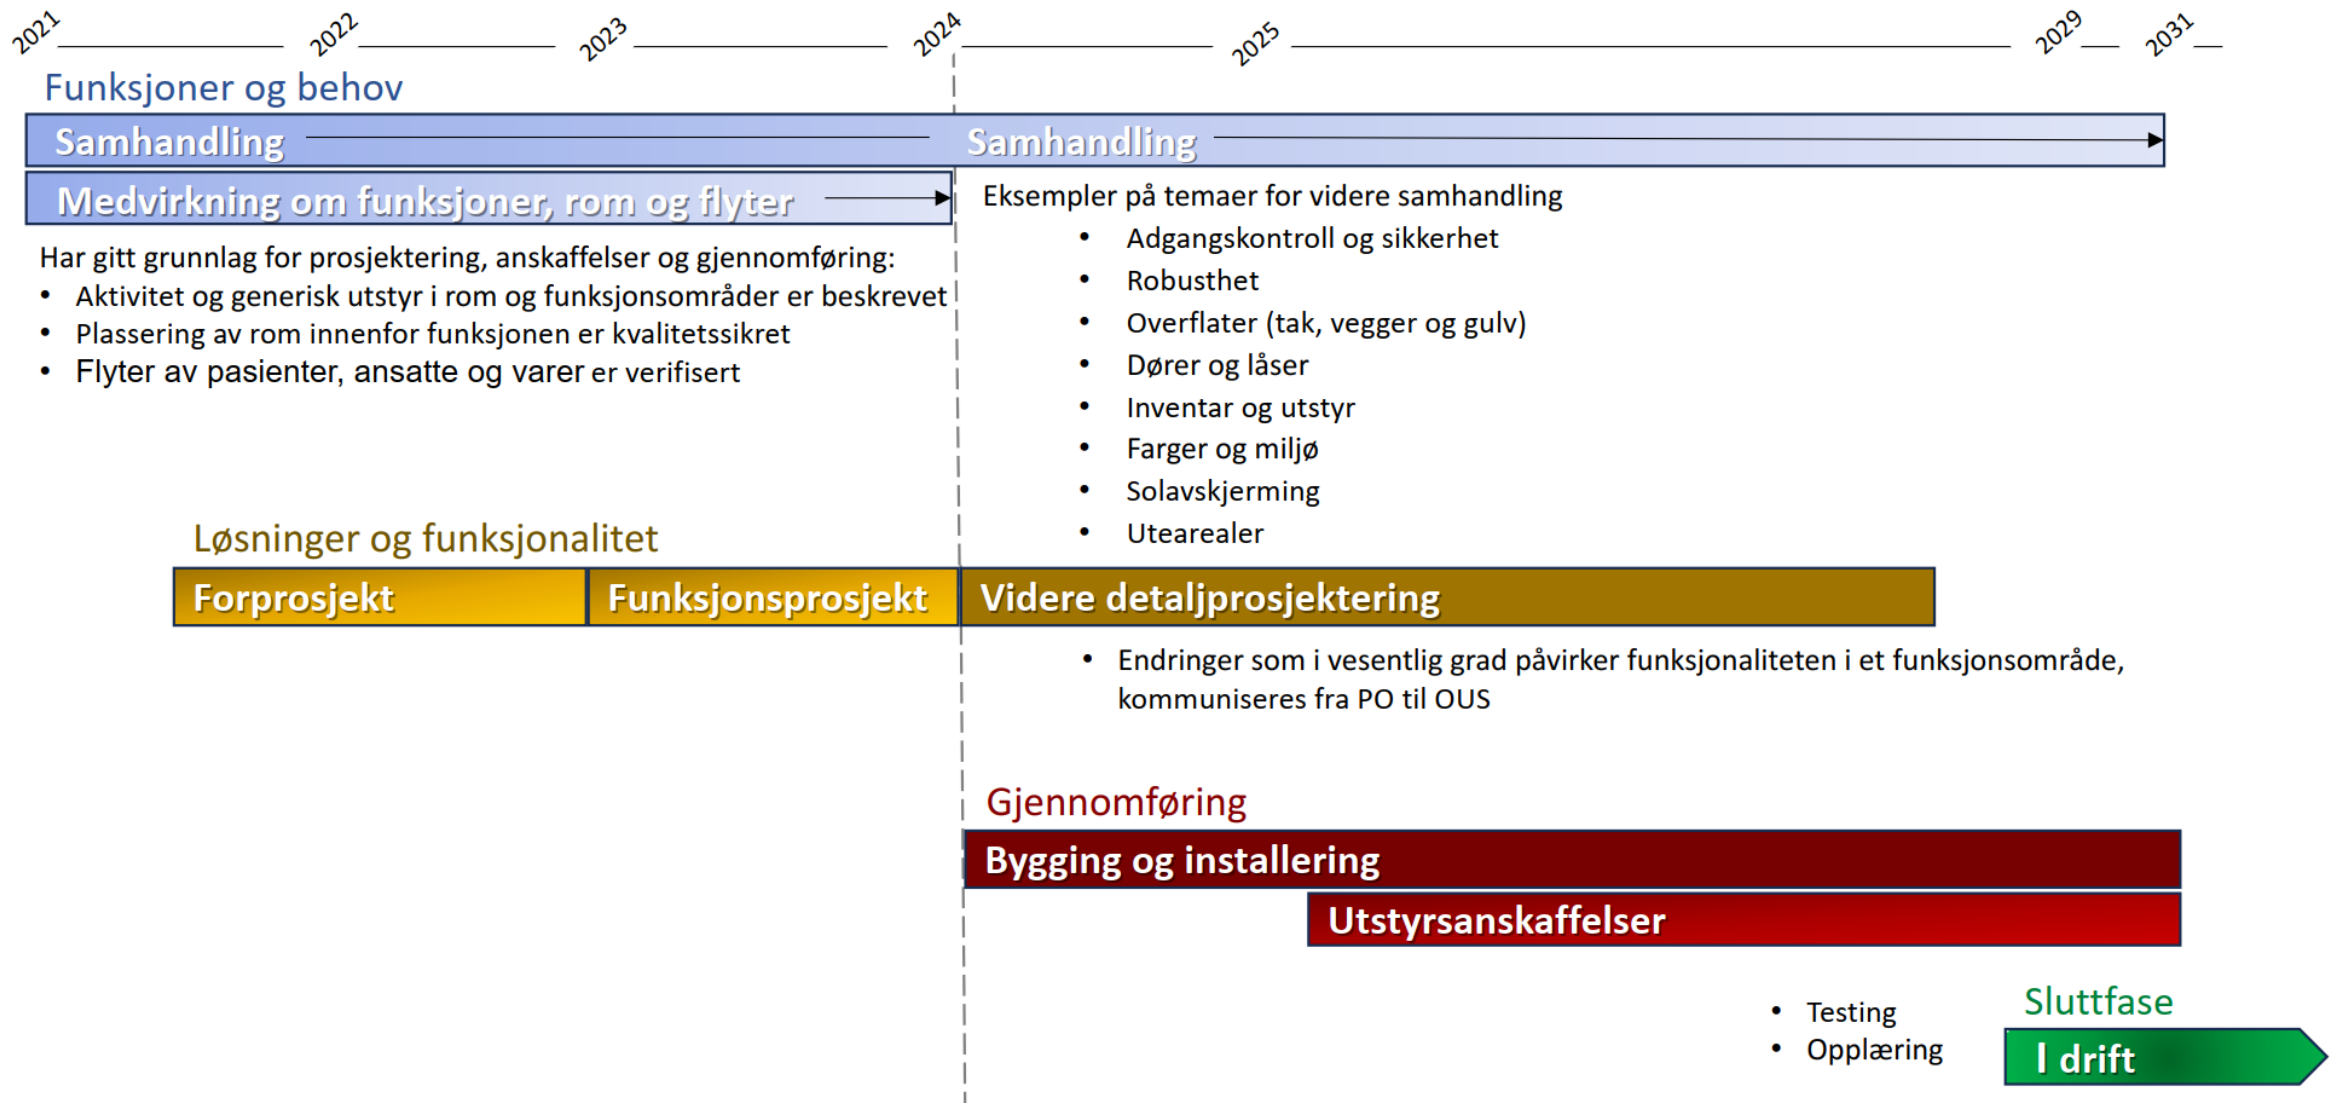 2021 2022 2023 2024 2025 2029 2031
Funksjoner og behov
Samhandling Samhandling
Medvirkning om funksjoner, rom og flyter
Har gitt grunnlag for prosjektering, anskaffelser og gjennomføring:
• Aktivitet og generisk utstyr i rom og funksjonsområder er beskrevet
• Plassering av rom innenfor funksjonen er kvalitetssikret
• Flyter av pasienter, ansatte og varer er verifisert
Eksempler på temaer for videre samhandling
• Adgangskontroll og sikkerhet
• Robusthet
• Overflater (tak, vegger og gulv)
• Dører og låser
• Inventar og utstyr
• Farger og miljø
• Solavskjerming
• Utearealer
Løsninger og funksjonalitet
Forprosjekt Funksjonsprosjekt Videre detaljprosjektering
• Endringer som i vesentlig grad påvirker funksjonaliteten i et funksjonsområde,
kommuniseres fra PO til OUS
Gjennomføring
Bygging og installering
Utstyrsanskaffelser
• Testing
• Opplæring
Sluttfase
I drift